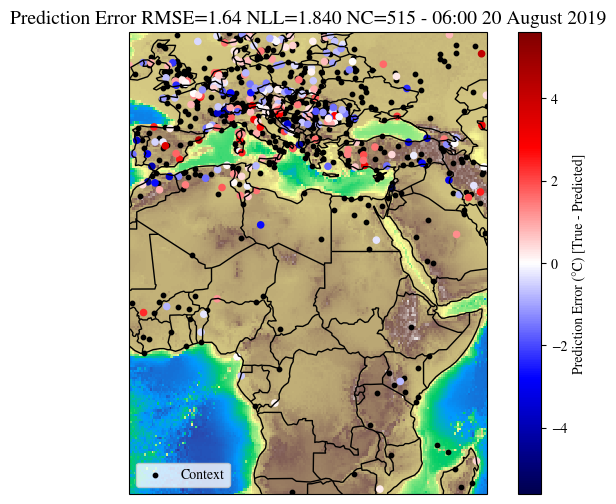 Prediction Error RMSE=1.64 NLL=1.840 NC=515 - 06:00 20 August 2019
4
2
0
−2
−4
Prediction Error (°C) [True - Predicted]
Context